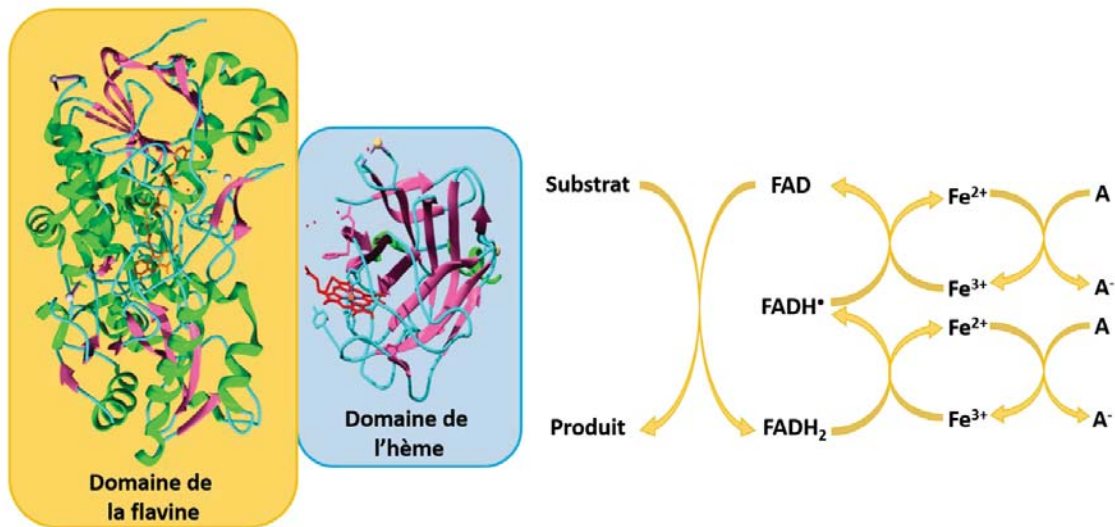 Domaine de
la flavine
Domaine de
l'hème
Substrat
FAD
Fe²⁺
A
Fe³⁺
A⁻
FADH•
Fe²⁺
A
Produit
FADH₂
Fe³⁺
A⁻